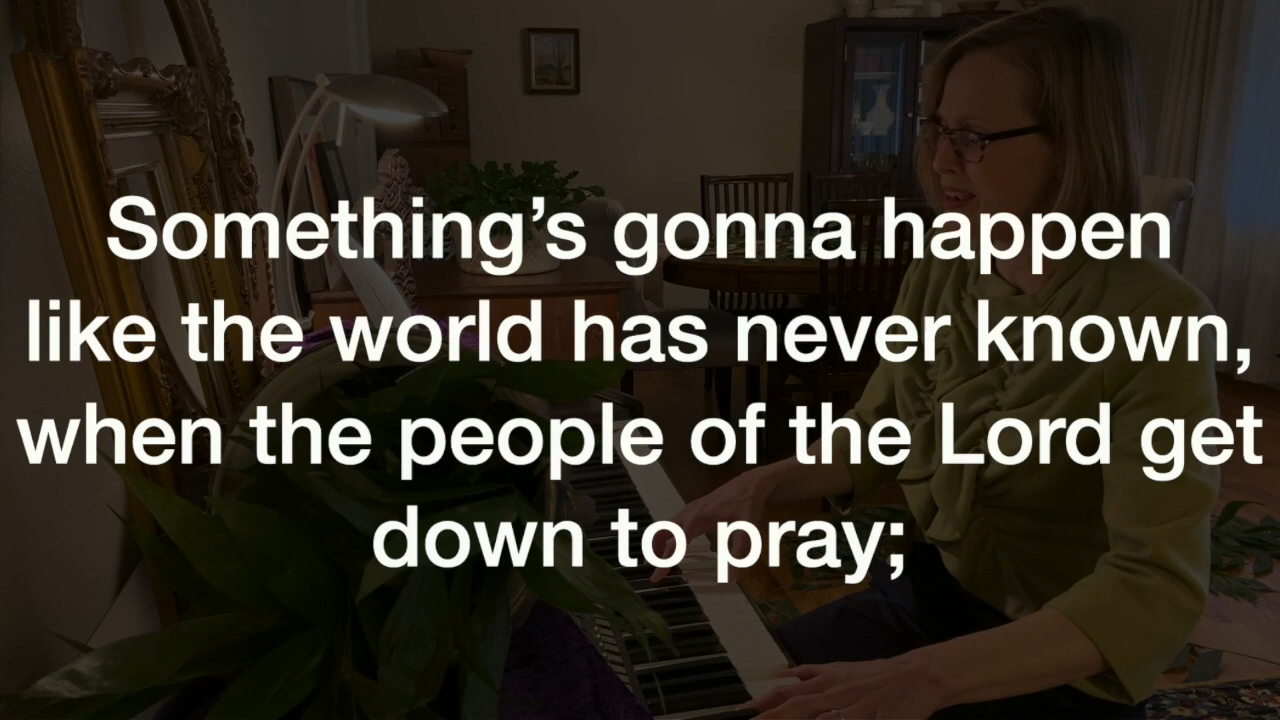 Something’s gonna happen
like the world has never known,
when the people of the Lord get
down to pray;